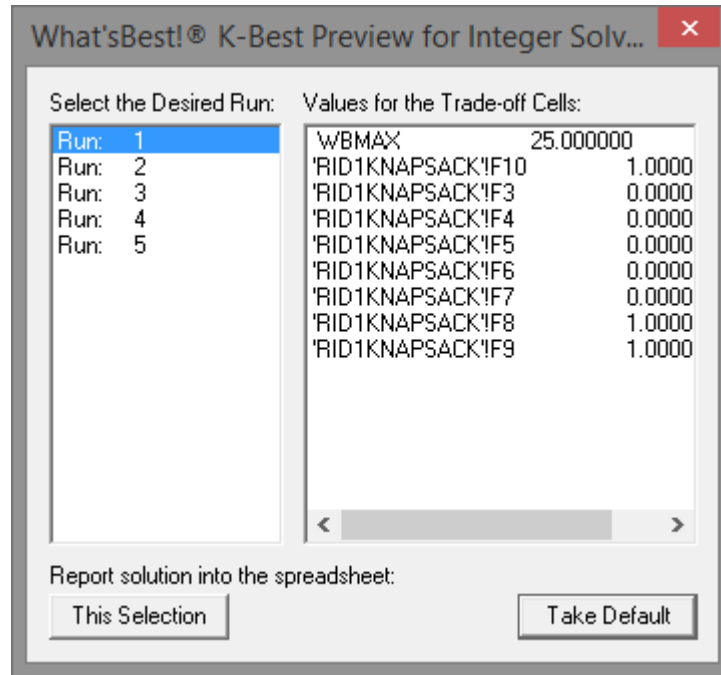 What'sBest!® K-Best Preview for Integer Solv...
Select the Desired Run:
Run: 1
Run: 2
Run: 3
Run: 4
Run: 5
Values for the Trade-off Cells:
WBMAX 25.000000
'RID1KNAPSACK'!F10 1.0000
'RID1KNAPSACK'!F3 0.0000
'RID1KNAPSACK'!F4 0.0000
'RID1KNAPSACK'!F5 0.0000
'RID1KNAPSACK'!F6 0.0000
'RID1KNAPSACK'!F7 0.0000
'RID1KNAPSACK'!F8 1.0000
'RID1KNAPSACK'!F9 1.0000
Report solution into the spreadsheet:
This Selection
Take Default